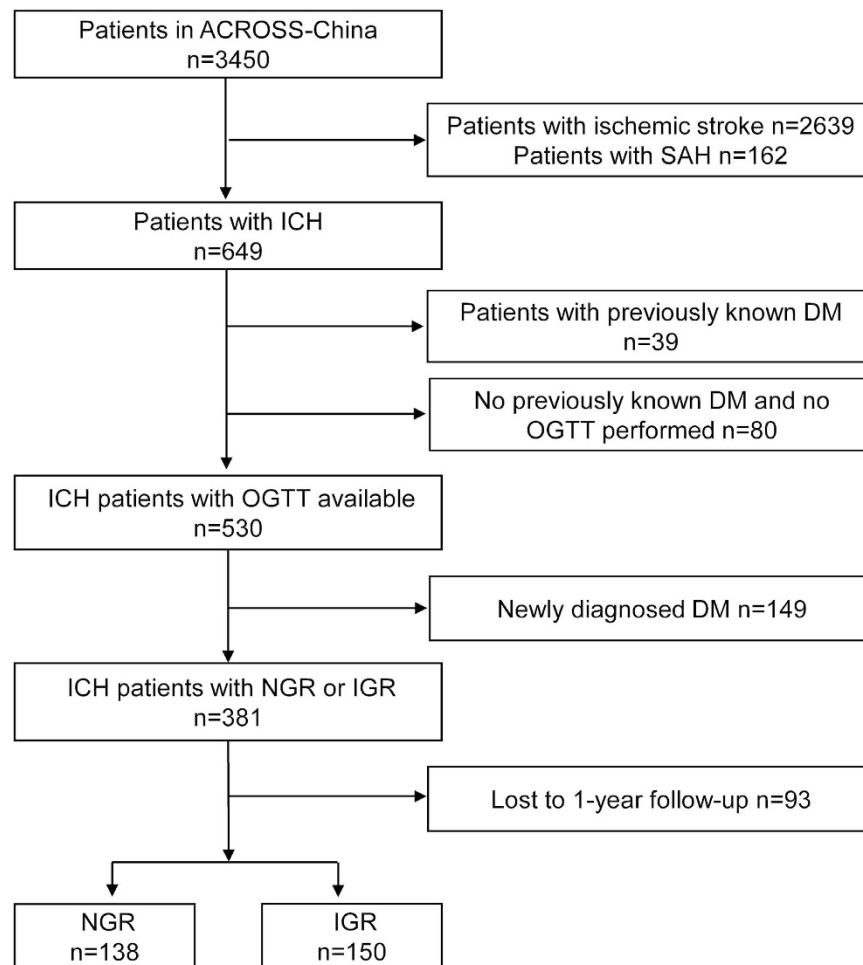 Patients in ACROSS-China
n=3450
Patients with ischemic stroke n=2639
Patients with SAH n=162
Patients with ICH
n=649
Patients with previously known DM
n=39
No previously known DM and no
OGTT performed n=80
ICH patients with OGTT available
n=530
Newly diagnosed DM n=149
ICH patients with NGR or IGR
n=381
Lost to 1-year follow-up n=93
NGR
n=138
IGR
n=150